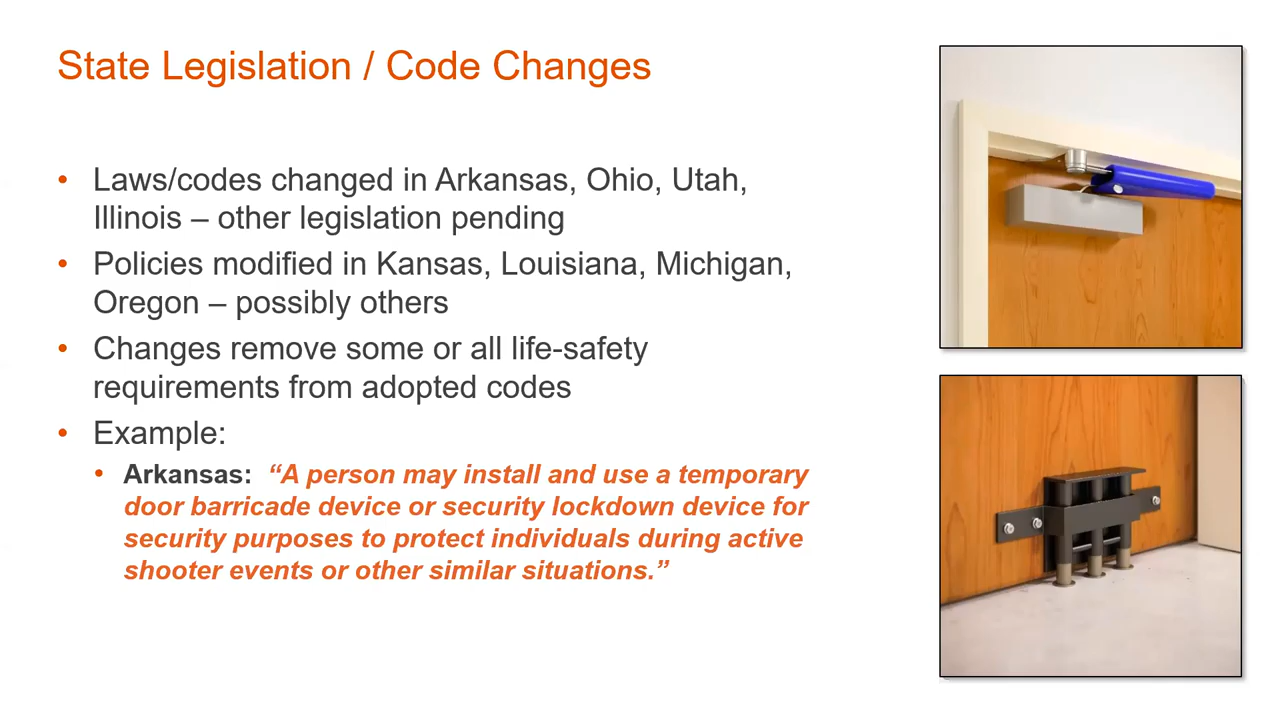 State Legislation / Code Changes
• Laws/codes changed in Arkansas, Ohio, Utah,
Illinois – other legislation pending
• Policies modified in Kansas, Louisiana, Michigan,
Oregon – possibly others
• Changes remove some or all life-safety
requirements from adopted codes
• Example:
• Arkansas: “A person may install and use a temporary
door barricade device or security lockdown device for
security purposes to protect individuals during active
shooter events or other similar situations.”